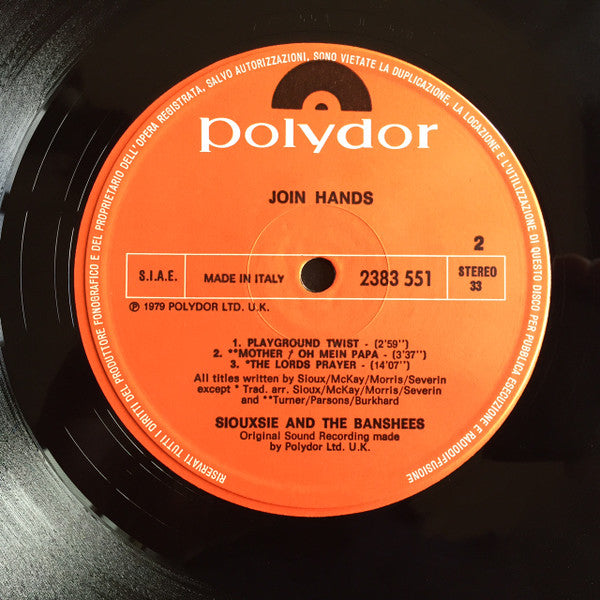 RISERVATI TUTTI I DIRITTI DEL PRODUTTORE FONOGRAFICO E DEL PROPRIETARIO DELL'OPERA REGISTRATA, SALVO AUTORIZZAZIONI, SONO VIETATE LA DUPLICAZIONE, LA LOCAZIONE E L'UTILIZZAZIONE DI QUESTO DISCO PER PUBBLICA ESECUZIONE E RADIODIFFUSIONE
polydor
JOIN HANDS
2
S.I.A.E. MADE IN ITALY 2383 551 STEREO
33
℗ 1979 POLYDOR LTD. U.K.
1. PLAYGROUND TWIST - (2'59")
2. **MOTHER / OH MEIN PAPA - (3'37")
3. *THE LORDS PRAYER - (14'07")
All titles written by Sioux/McKay/Morris/Severin
except * Trad. arr. Sioux/McKay/Morris/Severin
and **Turner/Parsons/Burkhard
SIOUXSIE AND THE BANSHEES
Original Sound Recording made
by Polydor Ltd. U.K.